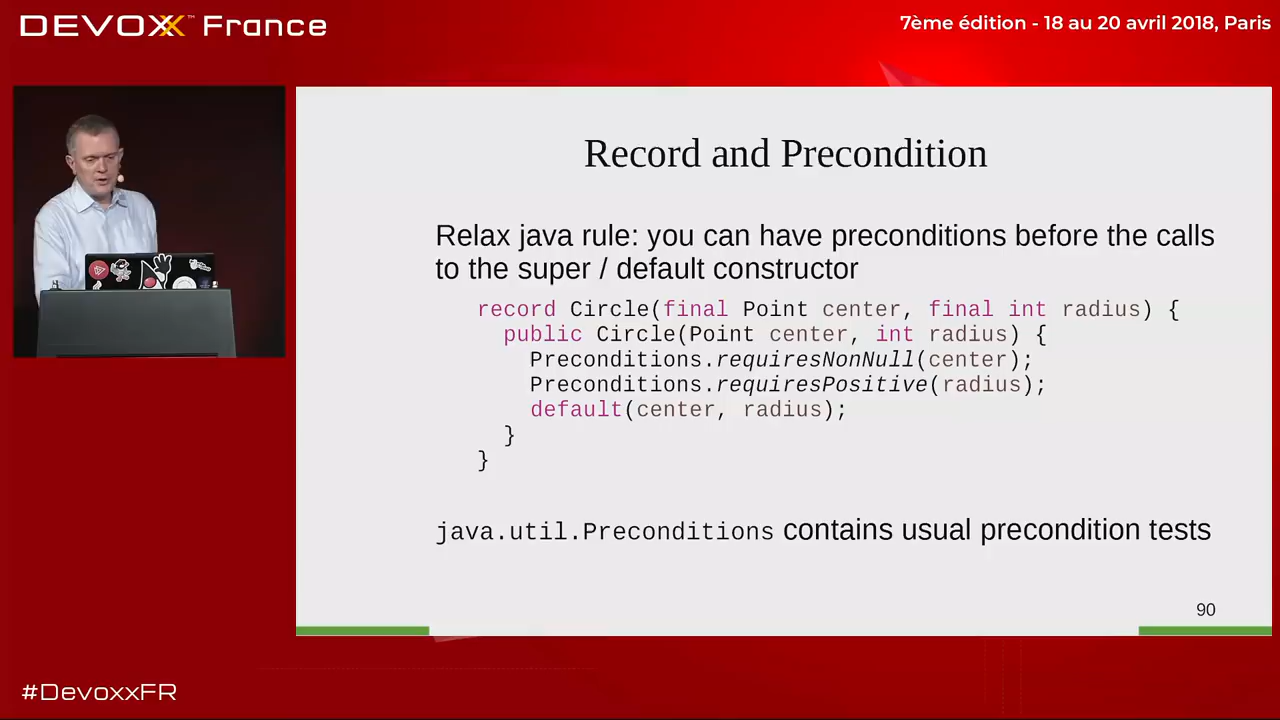 DEVOXX™ France
7ème édition - 18 au 20 avril 2018, Paris
Record and Precondition
Relax java rule: you can have preconditions before the calls
to the super / default constructor
record Circle(final Point center, final int radius) {
public Circle(Point center, int radius) {
Preconditions.requiresNonNull(center);
Preconditions.requiresPositive(radius);
default(center, radius);
}
}
java.util.Preconditions contains usual precondition tests
90
#DevoxxFR